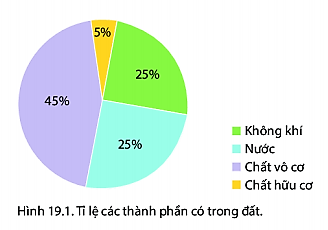 5%
25%
45%
25%
Không khí
Nước
Chất vô cơ
Chất hữu cơ
Hình 19.1. Tỉ lệ các thành phần có trong đất.